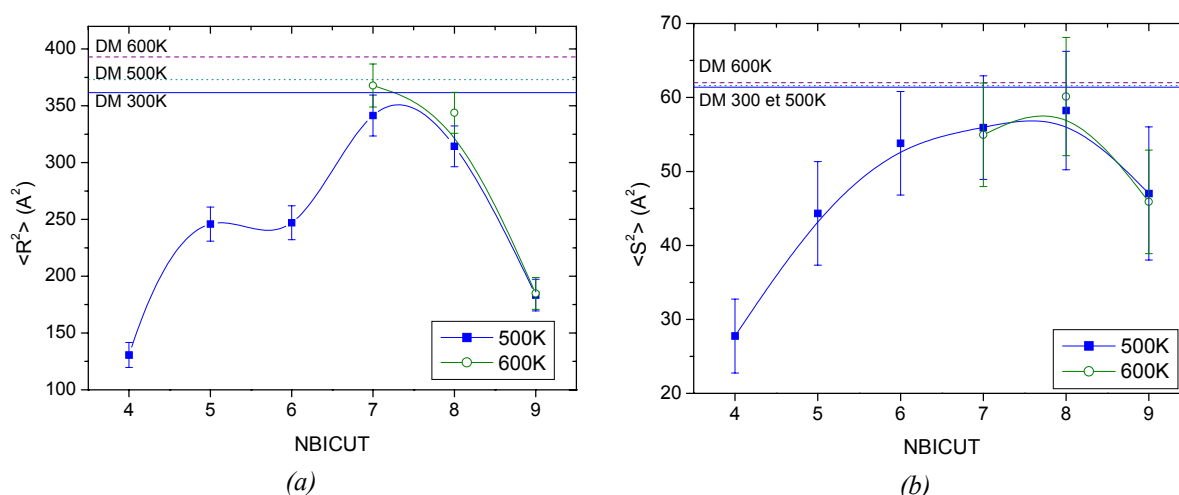 400
350
300
250
200
150
100
<R²> (A²)
DM 600K
DM 500K
DM 300K
500K
600K
4 5 6 7 8 9
NBICUT
(a)
70
60
50
40
30
20
<S²> (A²)
DM 600K
DM 300 et 500K
500K
600K
4 5 6 7 8 9
NBICUT
(b)